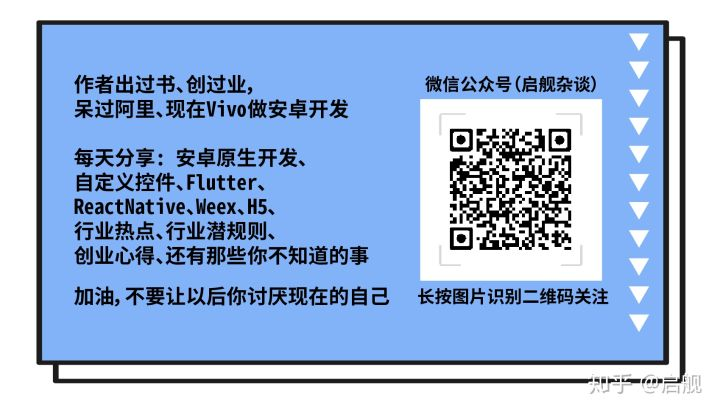 作者出过书、创过业,
呆过阿里、现在Vivo做安卓开发
每天分享: 安卓原生开发、
自定义控件、Flutter、
ReactNative、Weex、H5、
行业热点、行业潜规则、
创业心得、还有那些你不知道的事
加油, 不要让以后你讨厌现在的自己
微信公众号(启舰杂谈)
长按图片识别二维码关注
知乎 @启舰